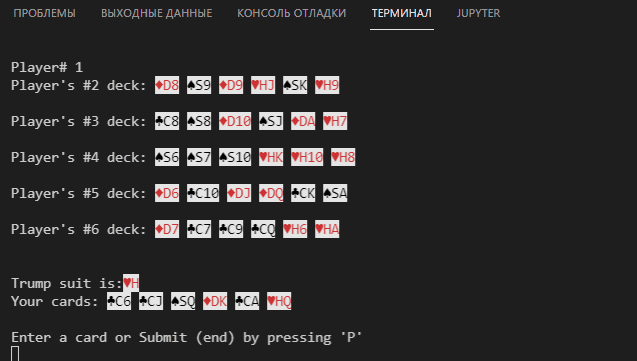 ПРОБЛЕМЫ ВЫХОДНЫЕ ДАННЫЕ КОНСОЛЬ ОТЛАДКИ ТЕРМИНАЛ JUPYTER
Player# 1
Player's #2 deck: ♦D8 ♠S9 ♦D9 ♥HJ ♠SK ♥H9
Player's #3 deck: ♣C8 ♠S8 ♦D10 ♠SJ ♦DA ♥H7
Player's #4 deck: ♠S6 ♠S7 ♠S10 ♥HK ♥H10 ♥H8
Player's #5 deck: ♦D6 ♣C10 ♦DJ ♦DQ ♣CK ♠SA
Player's #6 deck: ♦D7 ♣C7 ♣C9 ♣CQ ♥H6 ♥HA
Trump suit is:♥H
Your cards: ♣C6 ♣CJ ♠SQ ♦DK ♣CA ♥HQ
Enter a card or Submit (end) by pressing 'P'